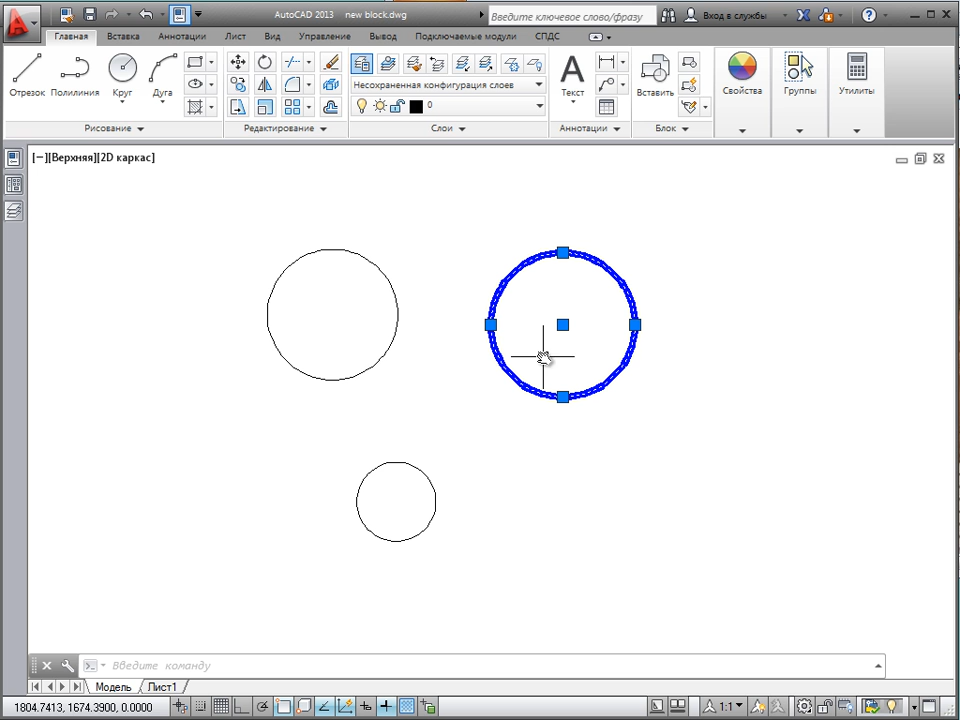 AutoCAD 2013 new block.dwg
Введите ключевое слово/фразу
Вход в службы
Главная Вставка Аннотации Лист Вид Управление Вывод Подключаемые модули СПДС
Отрезок Полилиния Круг Дуга
Несохраненная конфигурация слоев
0
A
Текст
Вставить
Свойства
Группы
Утилиты
Рисование Редактирование Слои Аннотации Блок
[−][Верхняя][2D каркас]
Введите команду
Модель Лист1
1804.7413, 1674.3900, 0.0000
1:1